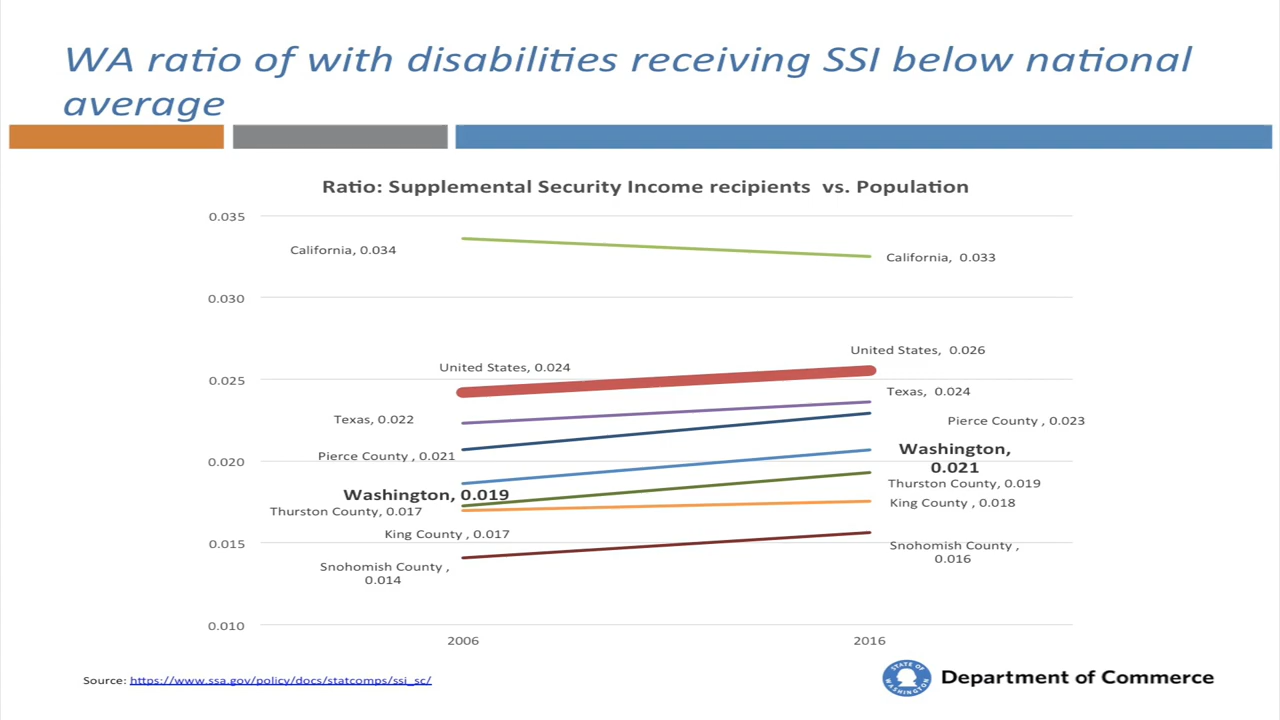 WA ratio of with disabilities receiving SSI below national
average
Ratio: Supplemental Security Income recipients vs. Population
0.035
California, 0.034
California, 0.033
0.030
United States, 0.026
United States, 0.024
0.025
Texas, 0.024
Texas, 0.022
Pierce County , 0.023
Pierce County , 0.021
Washington,
0.021
0.020
Thurston County, 0.019
Washington, 0.019
King County , 0.018
Thurston County, 0.017
King County , 0.017
0.015
Snohomish County ,
0.016
Snohomish County ,
0.014
0.010
2006
2016
Source: https://www.ssa.gov/policy/docs/statcomps/ssi_sc/
STATE OF
WASHINGTON
Department of Commerce